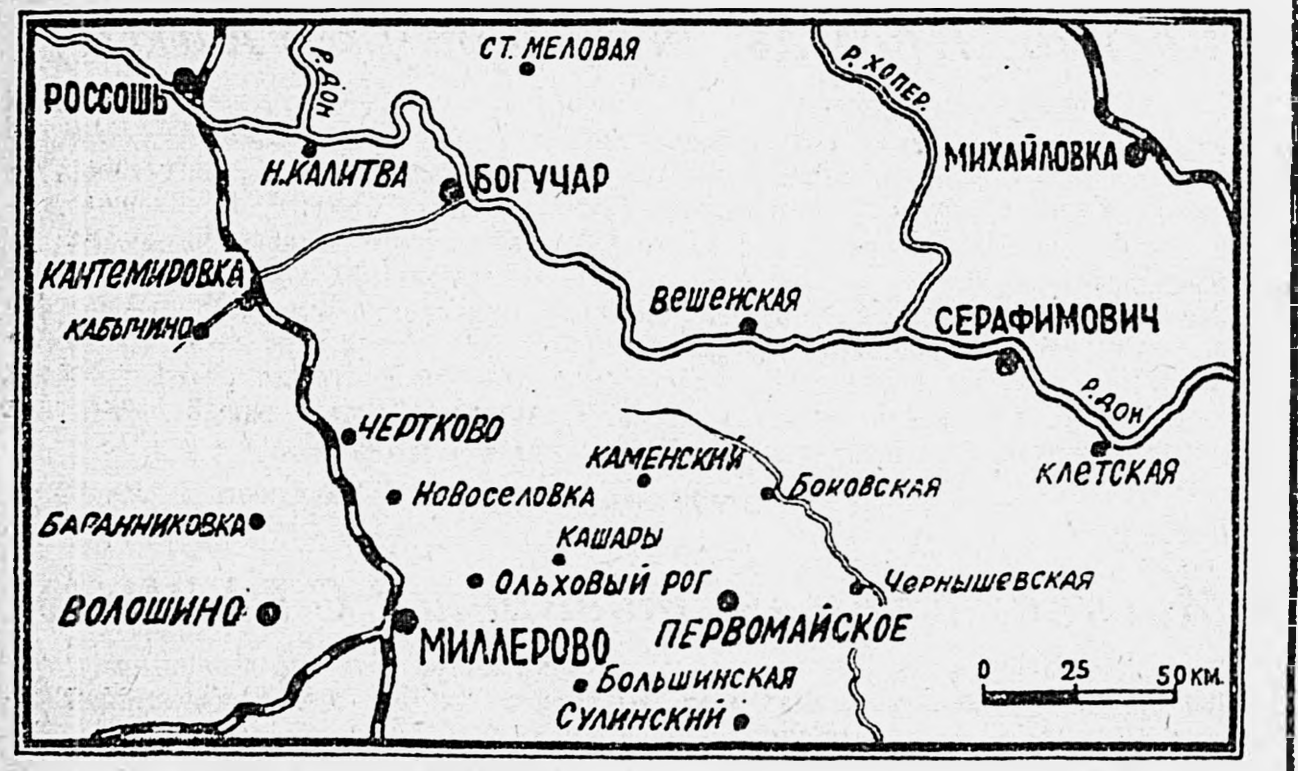 СТ. МЕЛОВАЯ
Р. ДОН
Р. ХОПЕР.
РОССОШЬ
МИХАЙЛОВКА
Н. КАЛИТВА
БОГУЧАР
КАНТЕМИРОВКА
ВЕШЕНСКАЯ
СЕРАФИМОВИЧ
КАБЫЧИНО
Р. ДОН
ЧЕРТКОВО
КАМЕНСКИЙ
КЛЕТСКАЯ
НОВОСЕЛОВКА
БОКОВСКАЯ
БАРАННИКОВКА
КАШАРЫ
ОЛЬХОВЫЙ РОГ
ЧЕРНЫШЕВСКАЯ
ВОЛОШИНО
ПЕРВОМАЙСКОЕ
МИЛЛЕРОВО
БОЛЬШИНСКАЯ
0 25 50 КМ.
СУЛИНСКИЙ